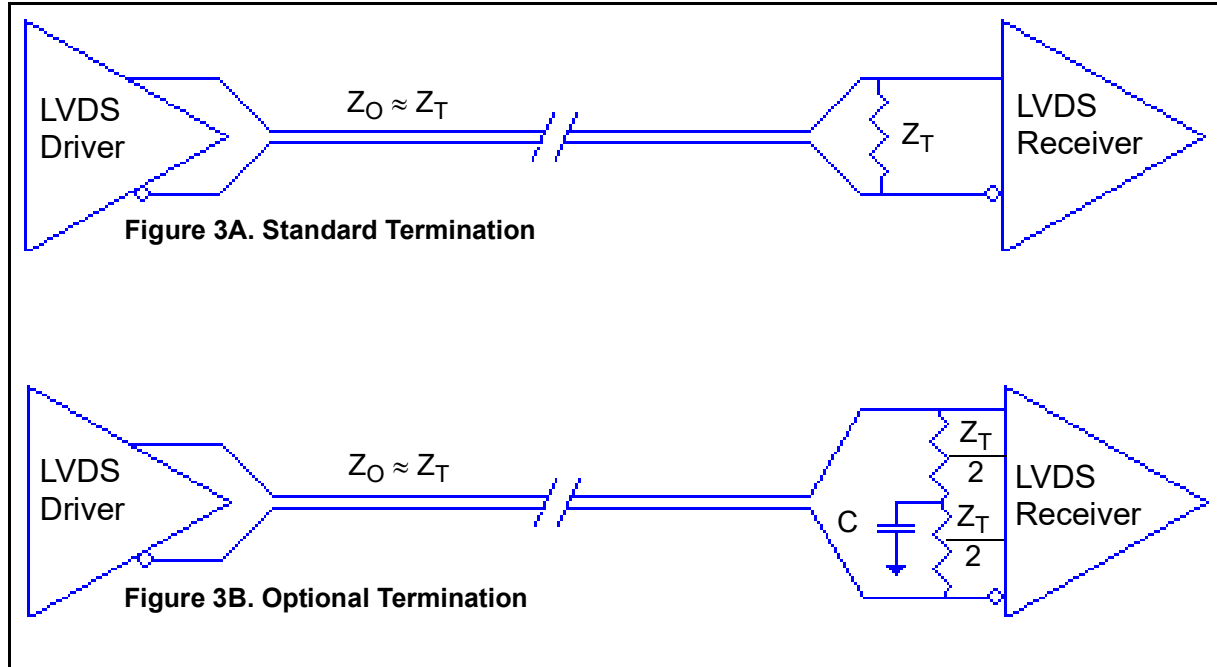 LVDS
Driver
Z_O ≈ Z_T
Z_T
LVDS
Receiver
Figure 3A. Standard Termination
LVDS
Driver
Z_O ≈ Z_T
C
Z_T
2
Z_T
2
LVDS
Receiver
Figure 3B. Optional Termination